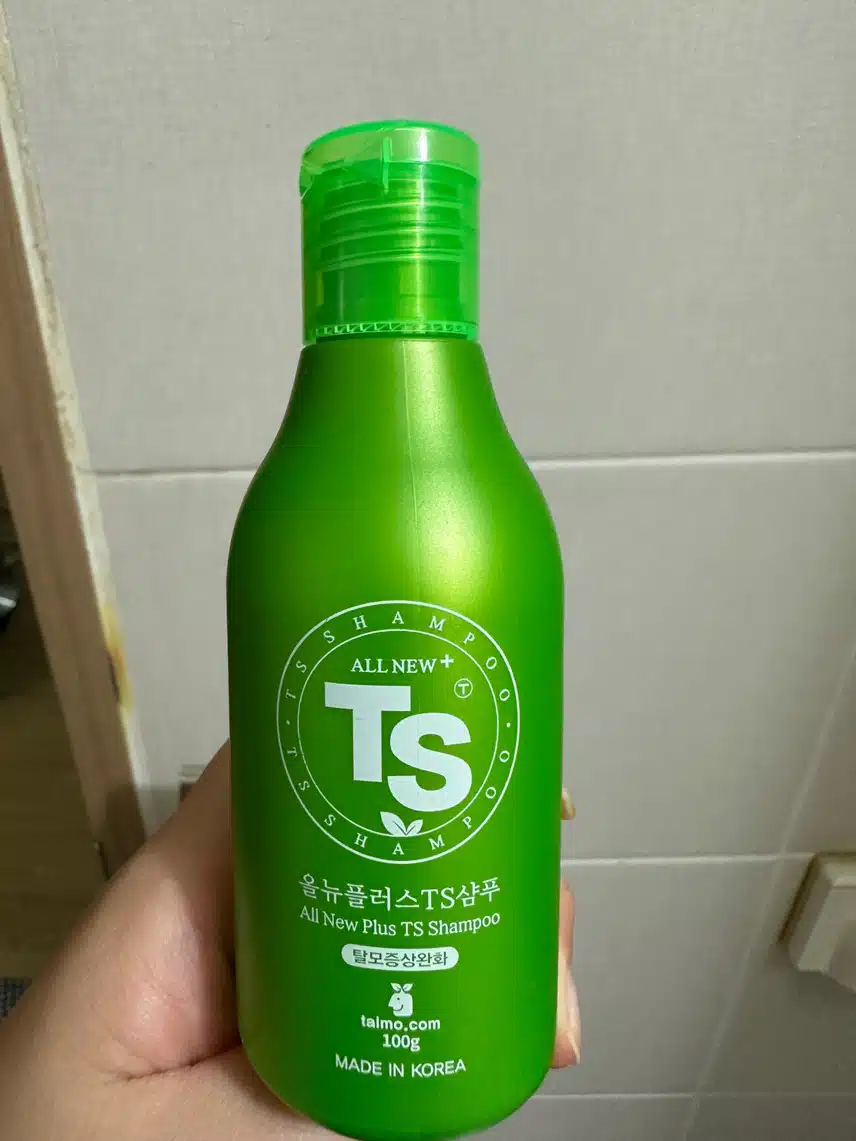 TS SHAMPOO · TS SHAMPOO ·
ALL NEW+
TS
T
올뉴플러스TS샴푸
All New Plus TS Shampoo
탈모증상완화
talmo.com
100g
MADE IN KOREA